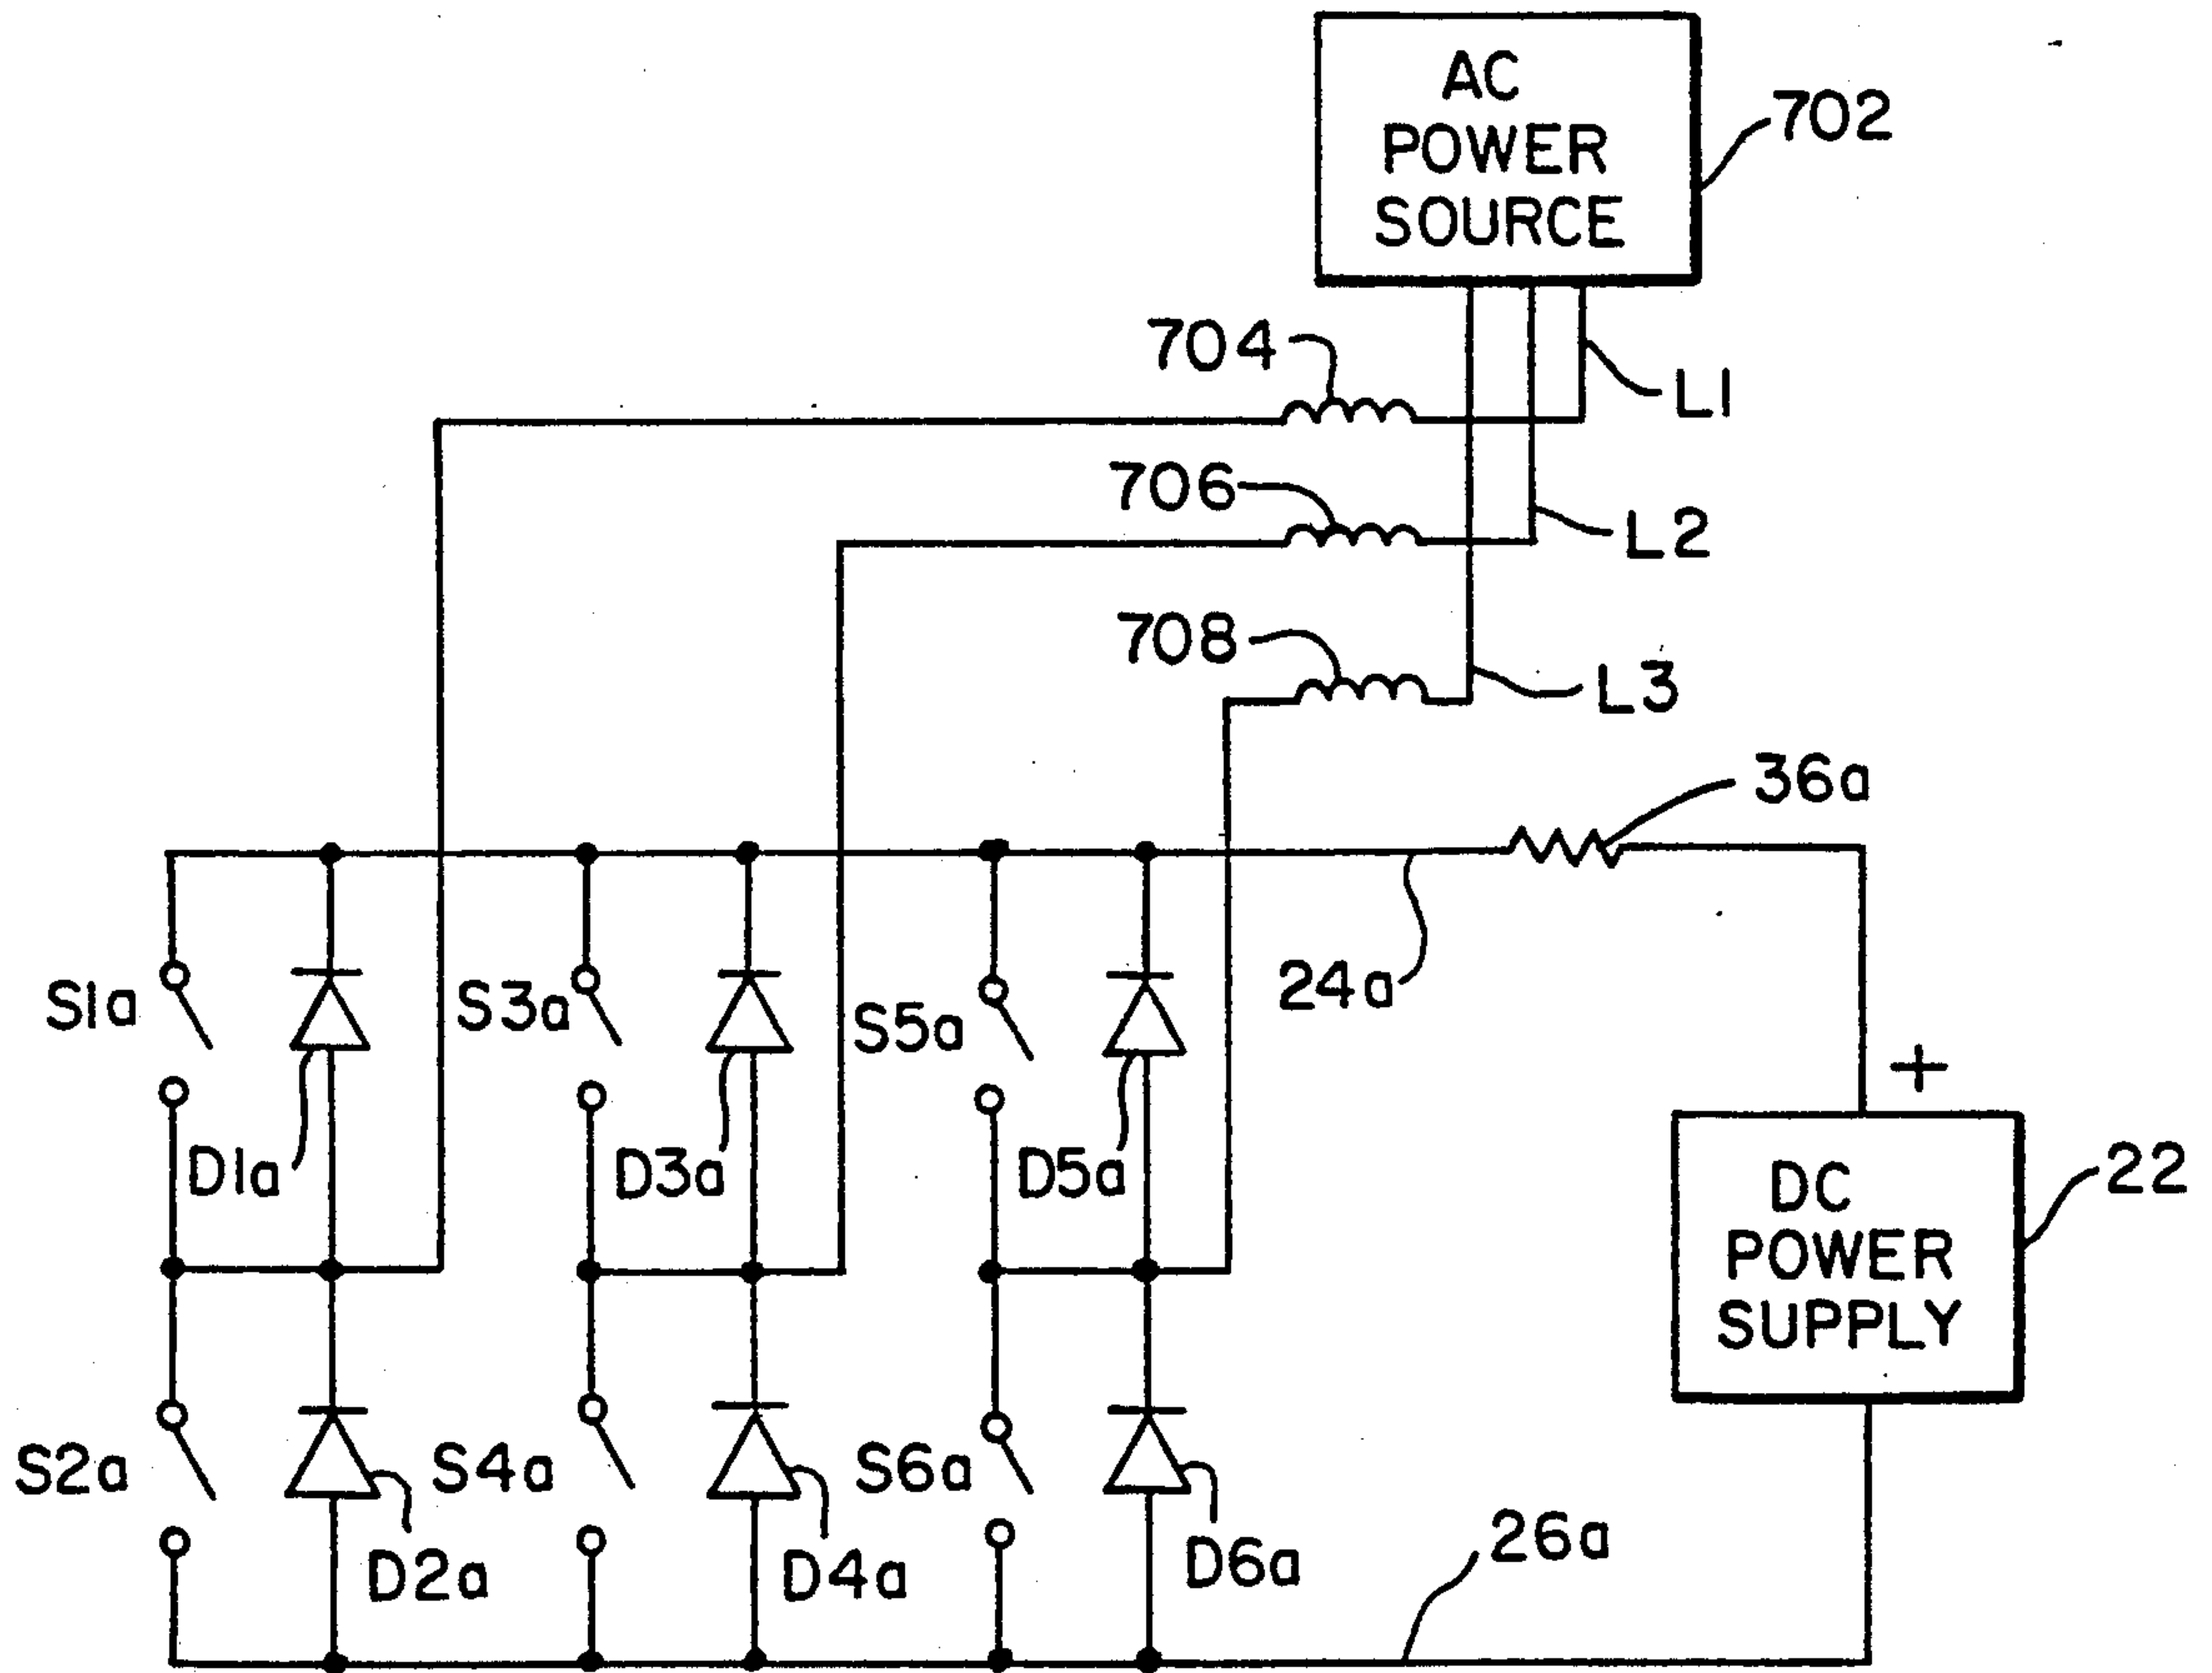 AC
POWER
SOURCE
702
704
L1
706
L2
708
L3
36a
24a
S1a
S3a
S5a
+
D1a
D3a
D5a
DC
POWER
SUPPLY
22
S2a
S4a
S6a
D2a
D4a
D6a
26a